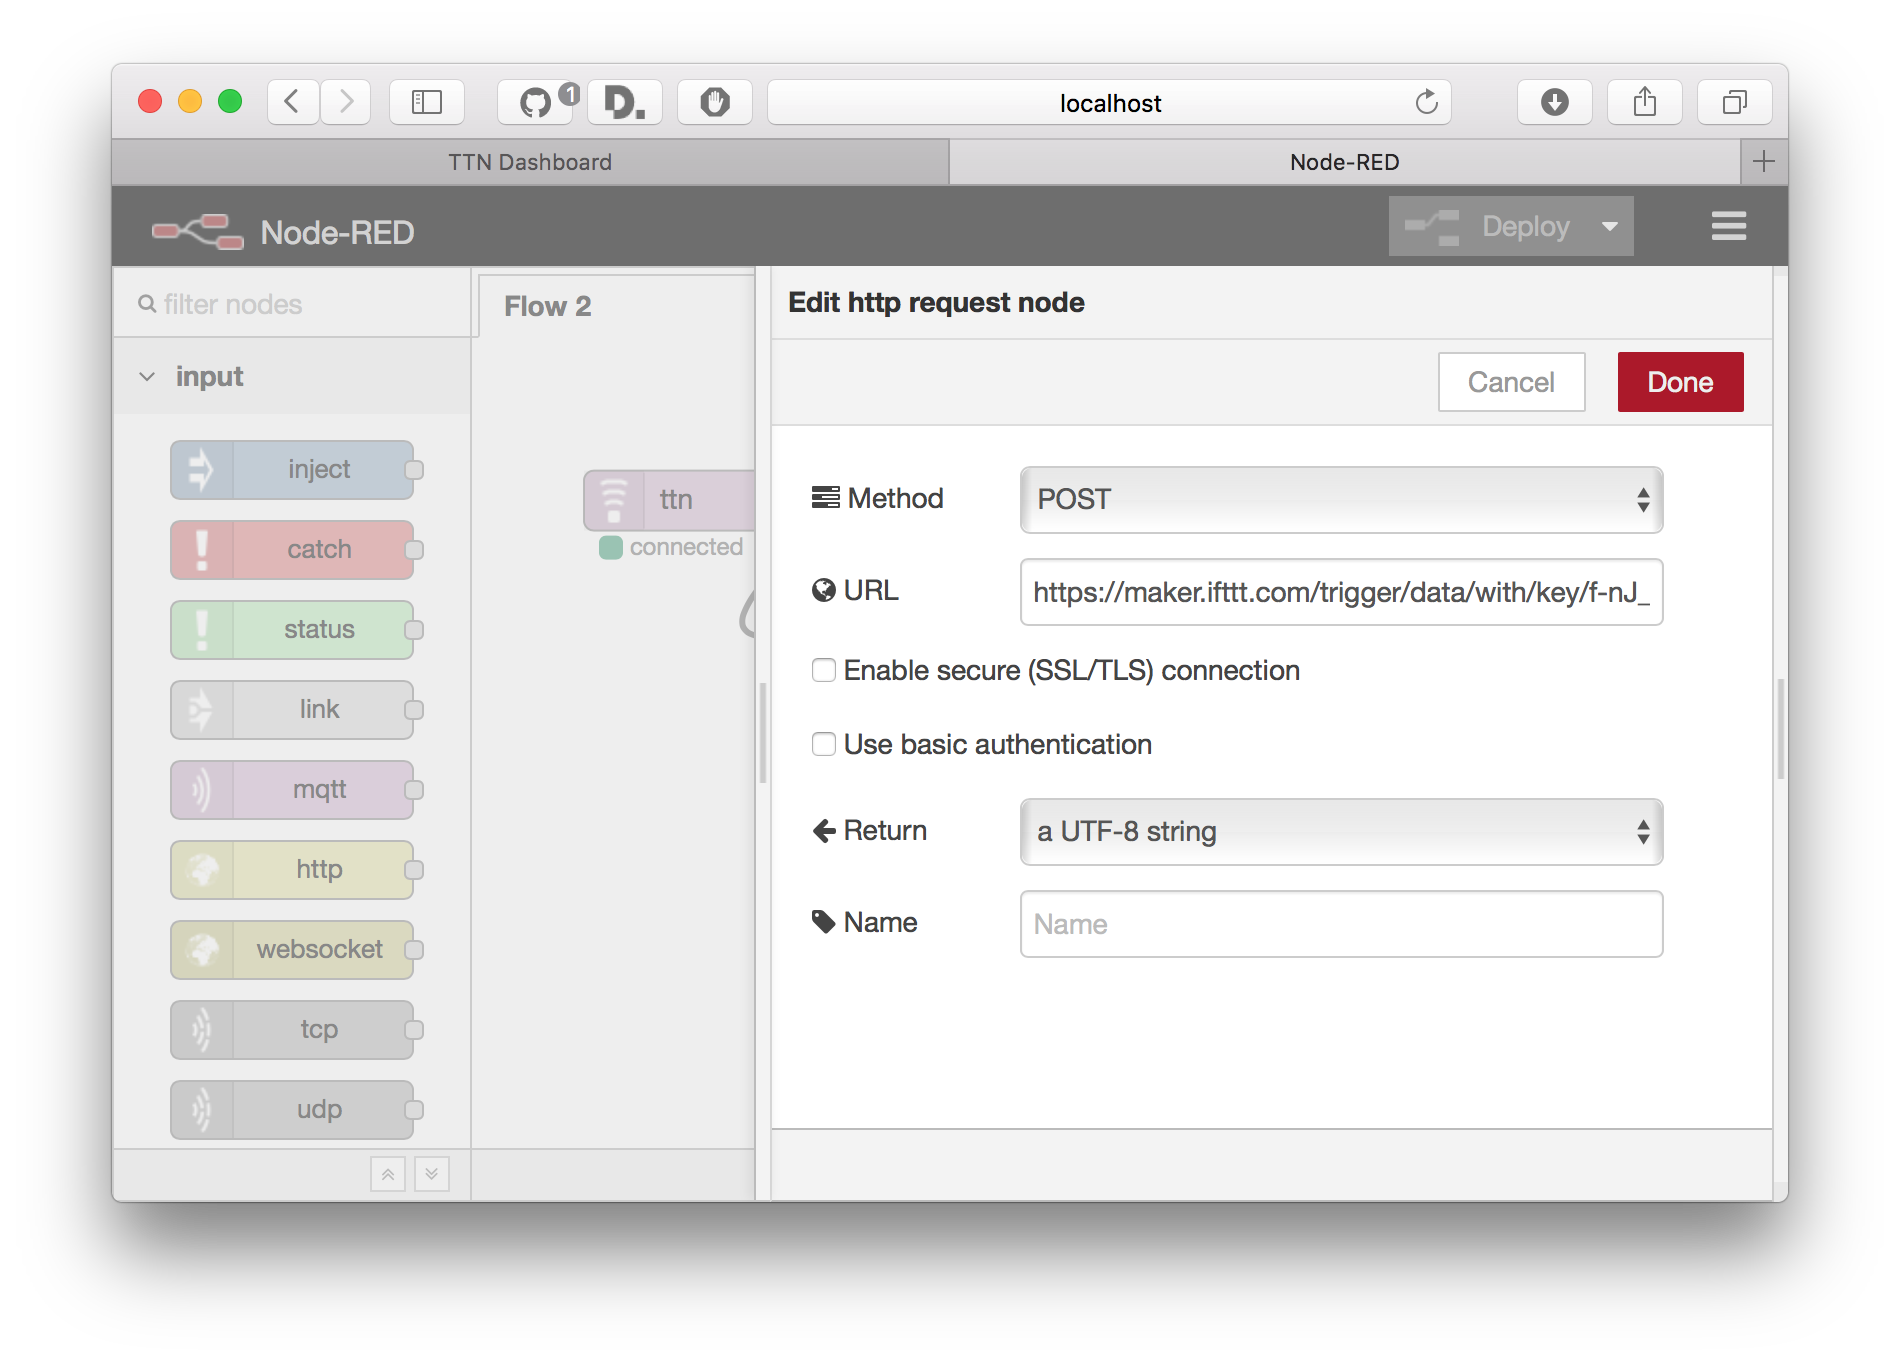 1
D.
localhost
TTN Dashboard
Node-RED
Node-RED
Deploy
filter nodes
Flow 2
Edit http request node
input
Cancel
Done
inject
catch
status
link
mqtt
http
websocket
tcp
udp
ttn
connected
Method
POST
URL
https://maker.ifttt.com/trigger/data/with/key/f-nJ_
Enable secure (SSL/TLS) connection
Use basic authentication
Return
a UTF-8 string
Name
Name